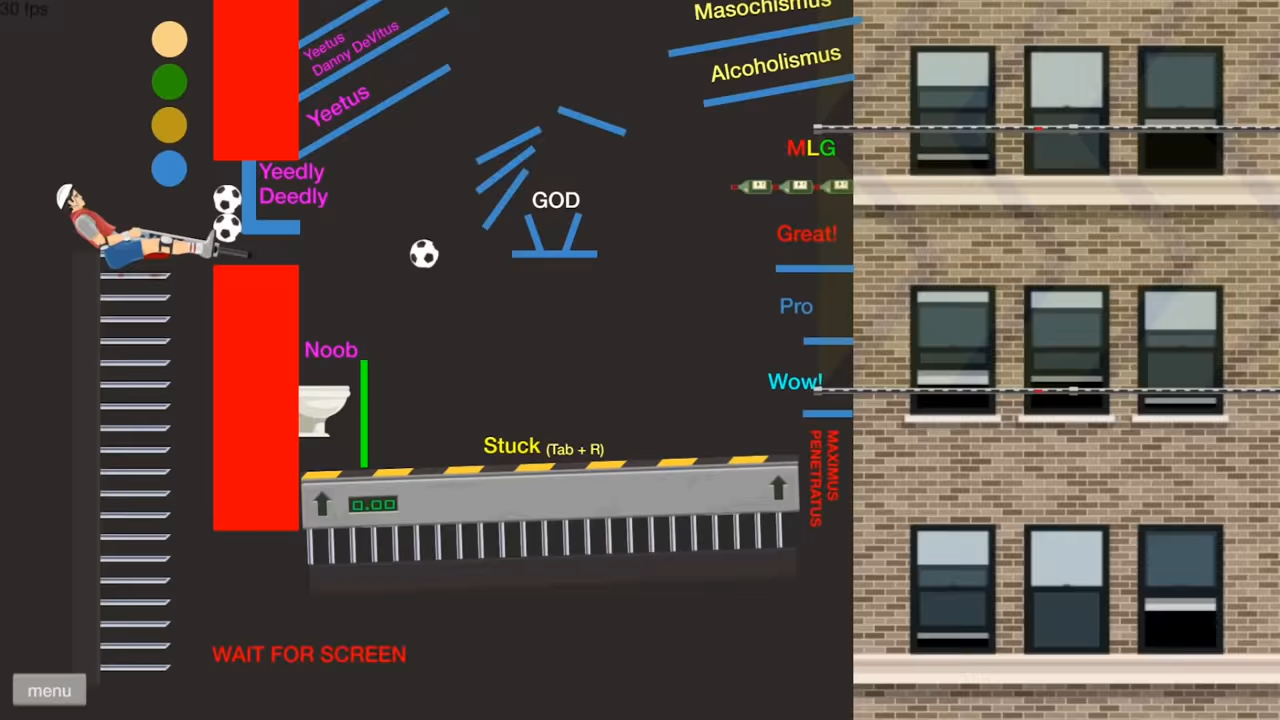 30 fps
Masochismus
Yeetus
Danny DeVitus
Alcoholismus
Yeetus
MLG
Yeedly
Deedly
GOD
Great!
Pro
Noob
Wow!
Stuck (Tab + R)
MAXIMUS
PENETRATUS
0.00
WAIT FOR SCREEN
menu